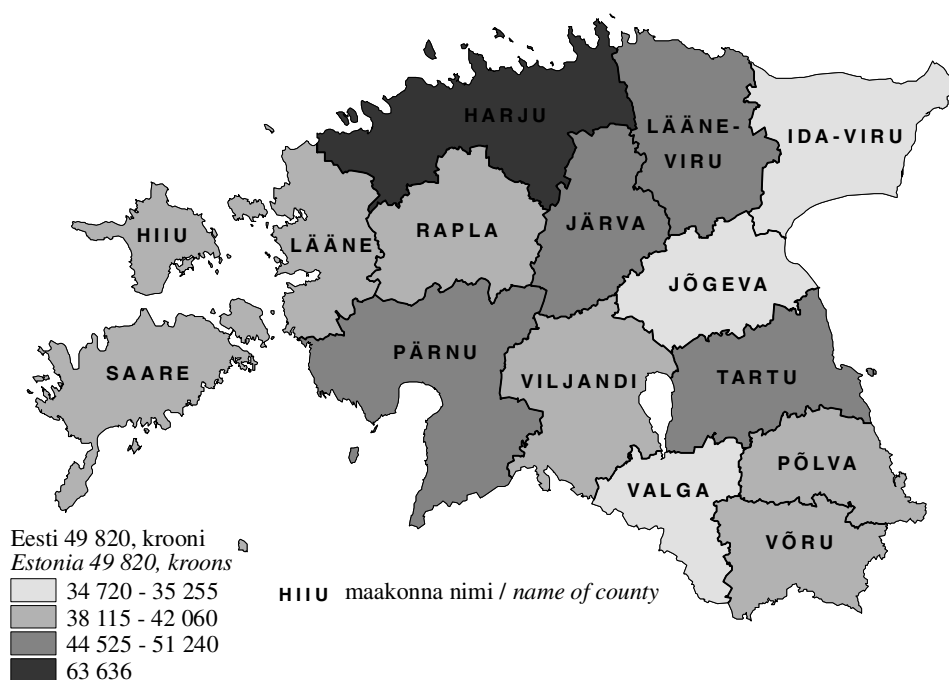 HARJU
LÄÄNE-
VIRU
IDA-VIRU
HIIU
LÄÄNE
RAPLA
JÄRVA
JÕGEVA
SAARE
PÄRNU
VILJANDI
TARTU
VALGA
PÕLVA
VÕRU
Eesti 49 820, krooni
Estonia 49 820, kroons
34 720 - 35 255
38 115 - 42 060
44 525 - 51 240
63 636
HIIU maakonna nimi / name of county